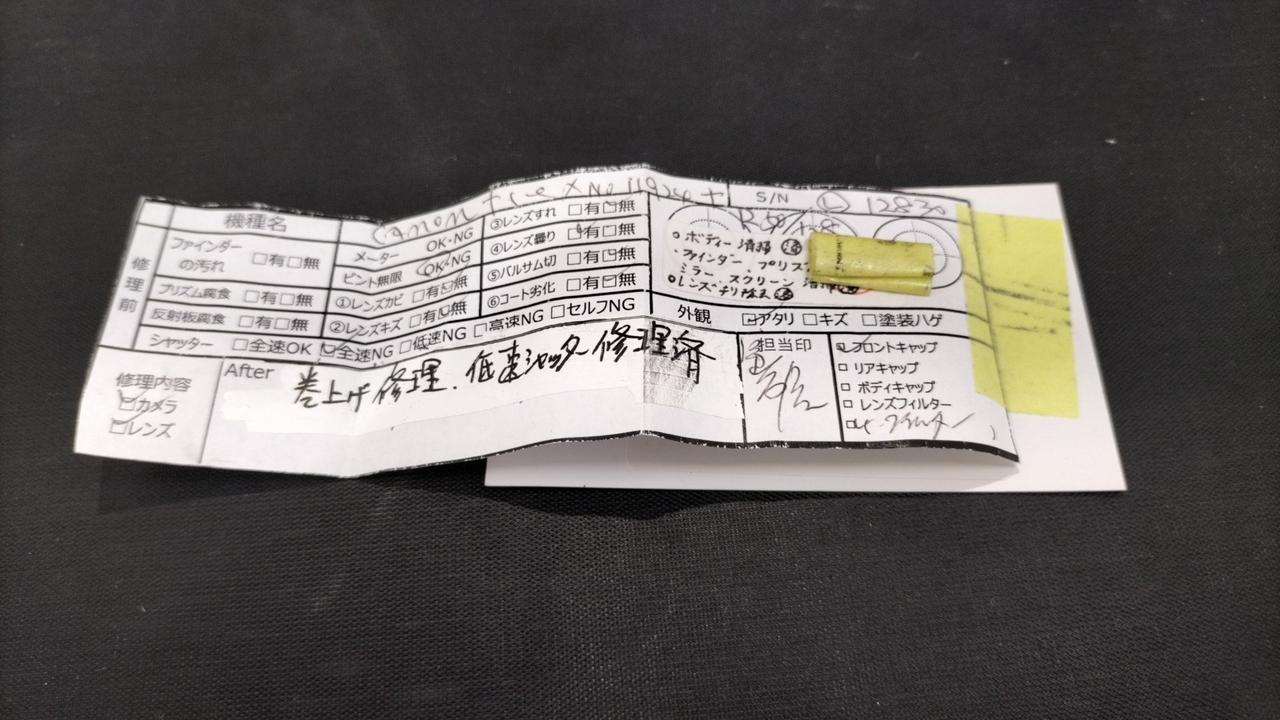 機種名 Canon No S/N Ⓛ 12830
修理前
ファインダーの汚れ □有□無
プリズム腐食 □有□無
反射板腐食 □有□無
シャッター □全速OK ☑全速NG □低速NG □高速NG □セルフNG
メーター OK・NG
ピント無限 OK・NG
①レンズカビ □有☑無
②レンズキズ □有☑無
③レンズすれ □有☑無
④レンズ曇り □有□無
⑤バルサム切 □有☑無
⑥コート劣化 □有☑無
○ボディー清掃 済
・ファインダー、プリズ
ミラー、スクリーン 清掃
○レンズチリ除去 済
外観 ☑アタリ □キズ □塗装ハゲ
修理内容
☑カメラ
☑レンズ
After
巻上げ修理、低速シャッター修理済
担当印
☑フロントキャップ
□リアキャップ
□ボディキャップ
□レンズフィルター